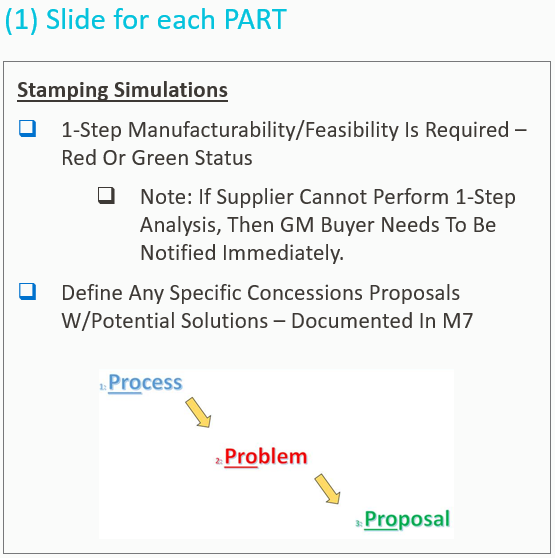 (1) Slide for each PART
Stamping Simulations
1-Step Manufacturability/Feasibility Is Required –
Red Or Green Status
Note: If Supplier Cannot Perform 1-Step
Analysis, Then GM Buyer Needs To Be
Notified Immediately.
Define Any Specific Concessions Proposals
W/Potential Solutions – Documented In M7
1: Process
2: Problem
3: Proposal